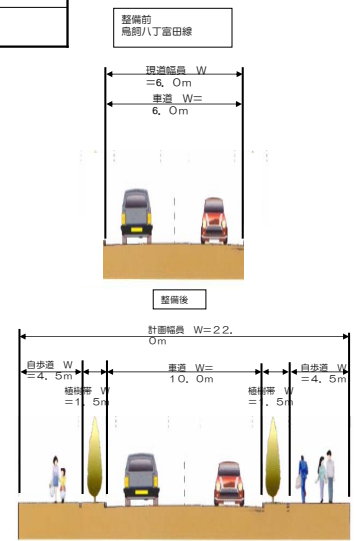 整備前
鳥飼八丁富田線
現道幅員 W
=6. 0m
車道 W=
6. 0m
整備後
計画幅員 W=22.
0m
自歩道 W
=4. 5m
植樹帯 W
=1. 5m
車道 W=
10. 0m
植樹帯 W
=1. 5m
自歩道 W
=4. 5m